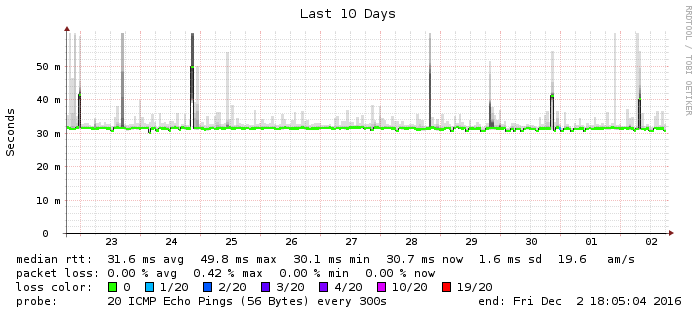 Last 10 Days
RRDTOOL / TOBI OETIKER
Seconds
50 m
40 m
30 m
20 m
10 m
0
23 24 25 26 27 28 29 30 01 02
median rtt: 31.6 ms avg 49.8 ms max 30.1 ms min 30.7 ms now 1.6 ms sd 19.6 am/s
packet loss: 0.00 % avg 0.42 % max 0.00 % min 0.00 % now
loss color: 0 1/20 2/20 3/20 4/20 10/20 19/20
probe: 20 ICMP Echo Pings (56 Bytes) every 300s end: Fri Dec 2 18:05:04 2016